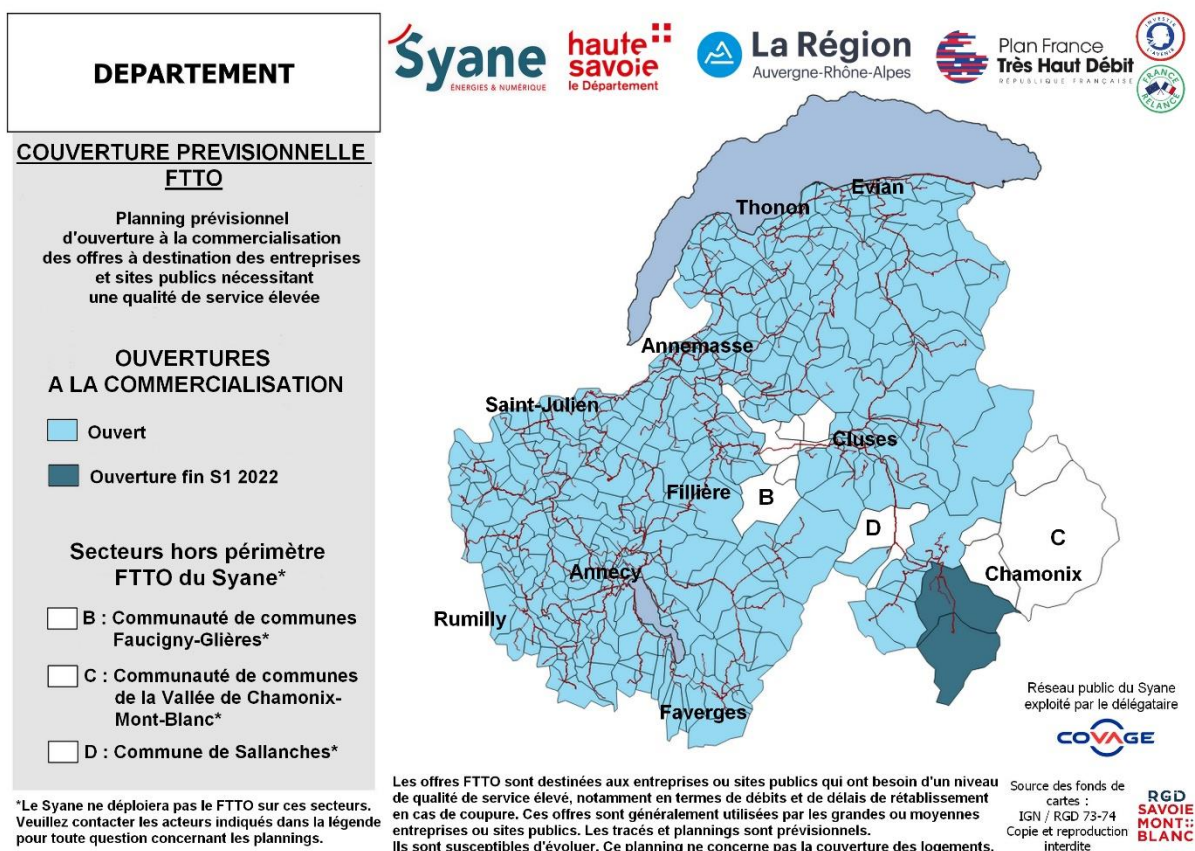 DEPARTEMENT
Syane
ÉNERGIES & NUMÉRIQUE
haute
savoie
le Département
La Région
Auvergne-Rhône-Alpes
Plan France
Très Haut Débit
RÉPUBLIQUE FRANÇAISE
INVESTIR
L'AVENIR
FRANCE
RELANCE
COUVERTURE PREVISIONNELLE
FTTO
Planning prévisionnel
d'ouverture à la commercialisation
des offres à destination des entreprises
et sites publics nécessitant
une qualité de service élevée
OUVERTURES
A LA COMMERCIALISATION
Ouvert
Ouverture fin S1 2022
Secteurs hors périmètre
FTTO du Syane*
B : Communauté de communes
Faucigny-Glières*
C : Communauté de communes
de la Vallée de Chamonix-
Mont-Blanc*
D : Commune de Sallanches*
*Le Syane ne déploiera pas le FTTO sur ces secteurs.
Veuillez contacter les acteurs indiqués dans la légende
pour toute question concernant les plannings.
Evian
Thonon
Annemasse
Saint-Julien
Cluses
Fillière
B
D
C
Chamonix
Annecy
Rumilly
Faverges
Réseau public du Syane
exploité par le délégataire
COVAGE
Les offres FTTO sont destinées aux entreprises ou sites publics qui ont besoin d'un niveau
de qualité de service élevé, notamment en termes de débits et de délais de rétablissement
en cas de coupure. Ces offres sont généralement utilisées par les grandes ou moyennes
entreprises ou sites publics. Les tracés et plannings sont prévisionnels.
Ils sont susceptibles d'évoluer. Ce planning ne concerne pas la couverture des logements.
Source des fonds de
cartes :
IGN / RGD 73-74
Copie et reproduction
interdite
RGD
SAVOIE
MONT
BLANC